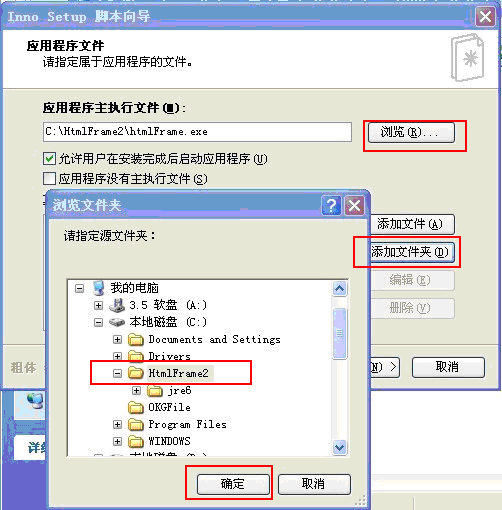 Inno Setup 脚本向导
应用程序文件
请指定属于应用程序的文件。
应用程序主执行文件(M):
C:\HtmlFrame2\htmlFrame.exe
浏览(R)...
允许用户在安装完成后启动应用程序(U)
应用程序没有主执行文件(S)
浏览文件夹
请指定源文件夹：
添加文件(A)
添加文件夹(D)
编辑(E)
删除(V)
我的电脑
3.5 软盘 (A:)
本地磁盘 (C:)
Documents and Settings
Drivers
HtmlFrame2
jre6
OKGFile
Program Files
WINDOWS
粗体
(N) >
取消
确定
取消